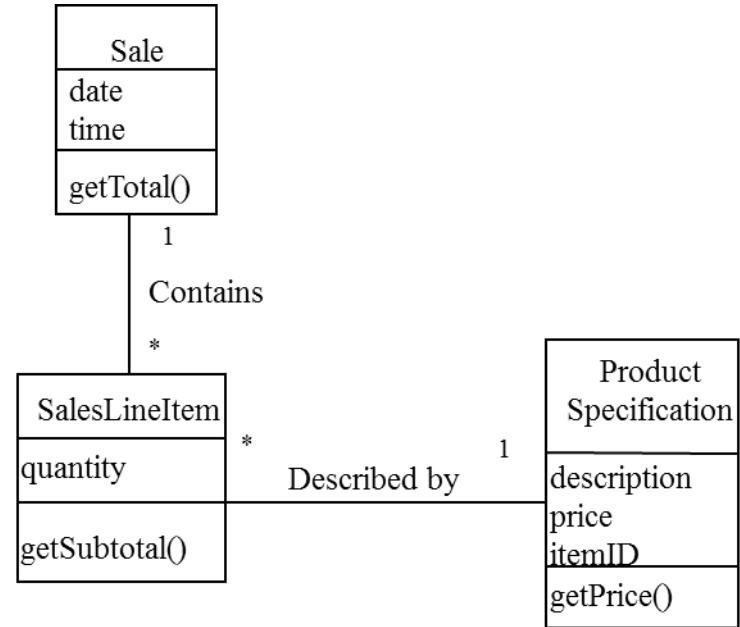 Sale
date
time
getTotal()
1
Contains
*
SalesLineItem
quantity
getSubtotal()
*
Described by
1
Product
Specification
description
price
itemID
getPrice()